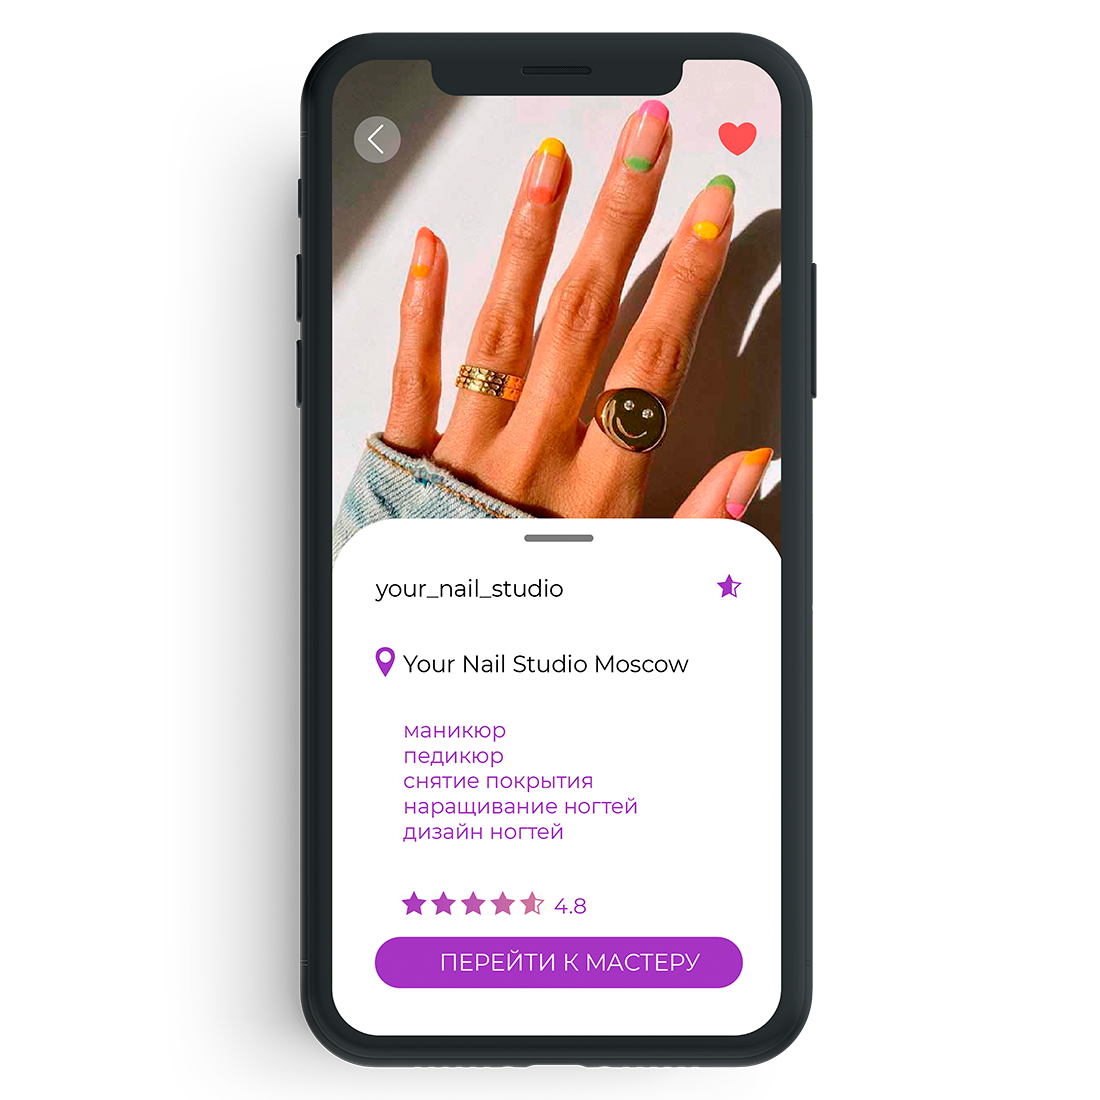 your_nail_studio
Your Nail Studio Moscow
маникюр
педикюр
снятие покрытия
наращивание ногтей
дизайн ногтей
4.8
ПЕРЕЙТИ К МАСТЕРУ